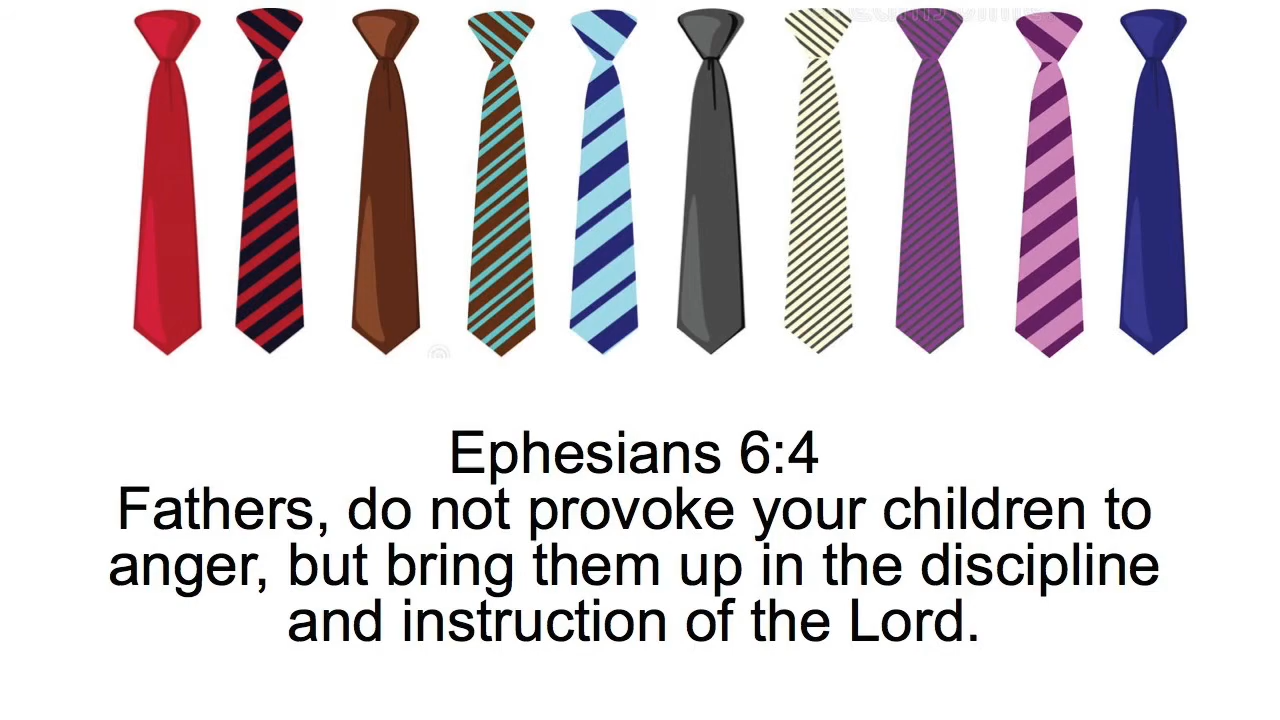 Ephesians 6:4
Fathers, do not provoke your children to
anger, but bring them up in the discipline
and instruction of the Lord.